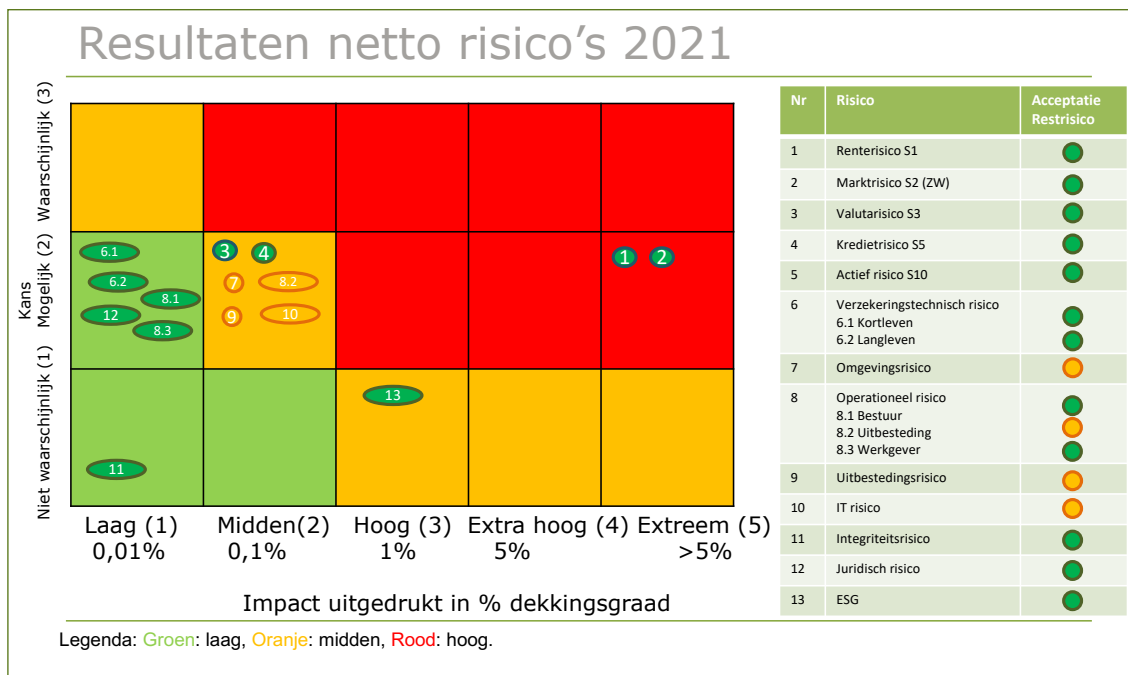 Resultaten netto risico's 2021
Kans
Niet waarschijnlijk (1) Mogelijk (2) Waarschijnlijk (3)
6.1
6.2
8.1
12
8.3
3
4
7
8.2
9
10
1
2
13
11
Laag (1) Midden(2) Hoog (3) Extra hoog (4) Extreem (5)
0,01% 0,1% 1% 5% >5%
Impact uitgedrukt in % dekkingsgraad
Legenda: Groen: laag, Oranje: midden, Rood: hoog.
Nr Risico Acceptatie
Restrisico
1 Renterisico S1
2 Marktrisico S2 (ZW)
3 Valutarisico S3
4 Kredietrisico S5
5 Actief risico S10
6 Verzekeringstechnisch risico
6.1 Kortleven
6.2 Langleven
7 Omgevingsrisico
8 Operationeel risico
8.1 Bestuur
8.2 Uitbesteding
8.3 Werkgever
9 Uitbestedingsrisico
10 IT risico
11 Integriteitsrisico
12 Juridisch risico
13 ESG